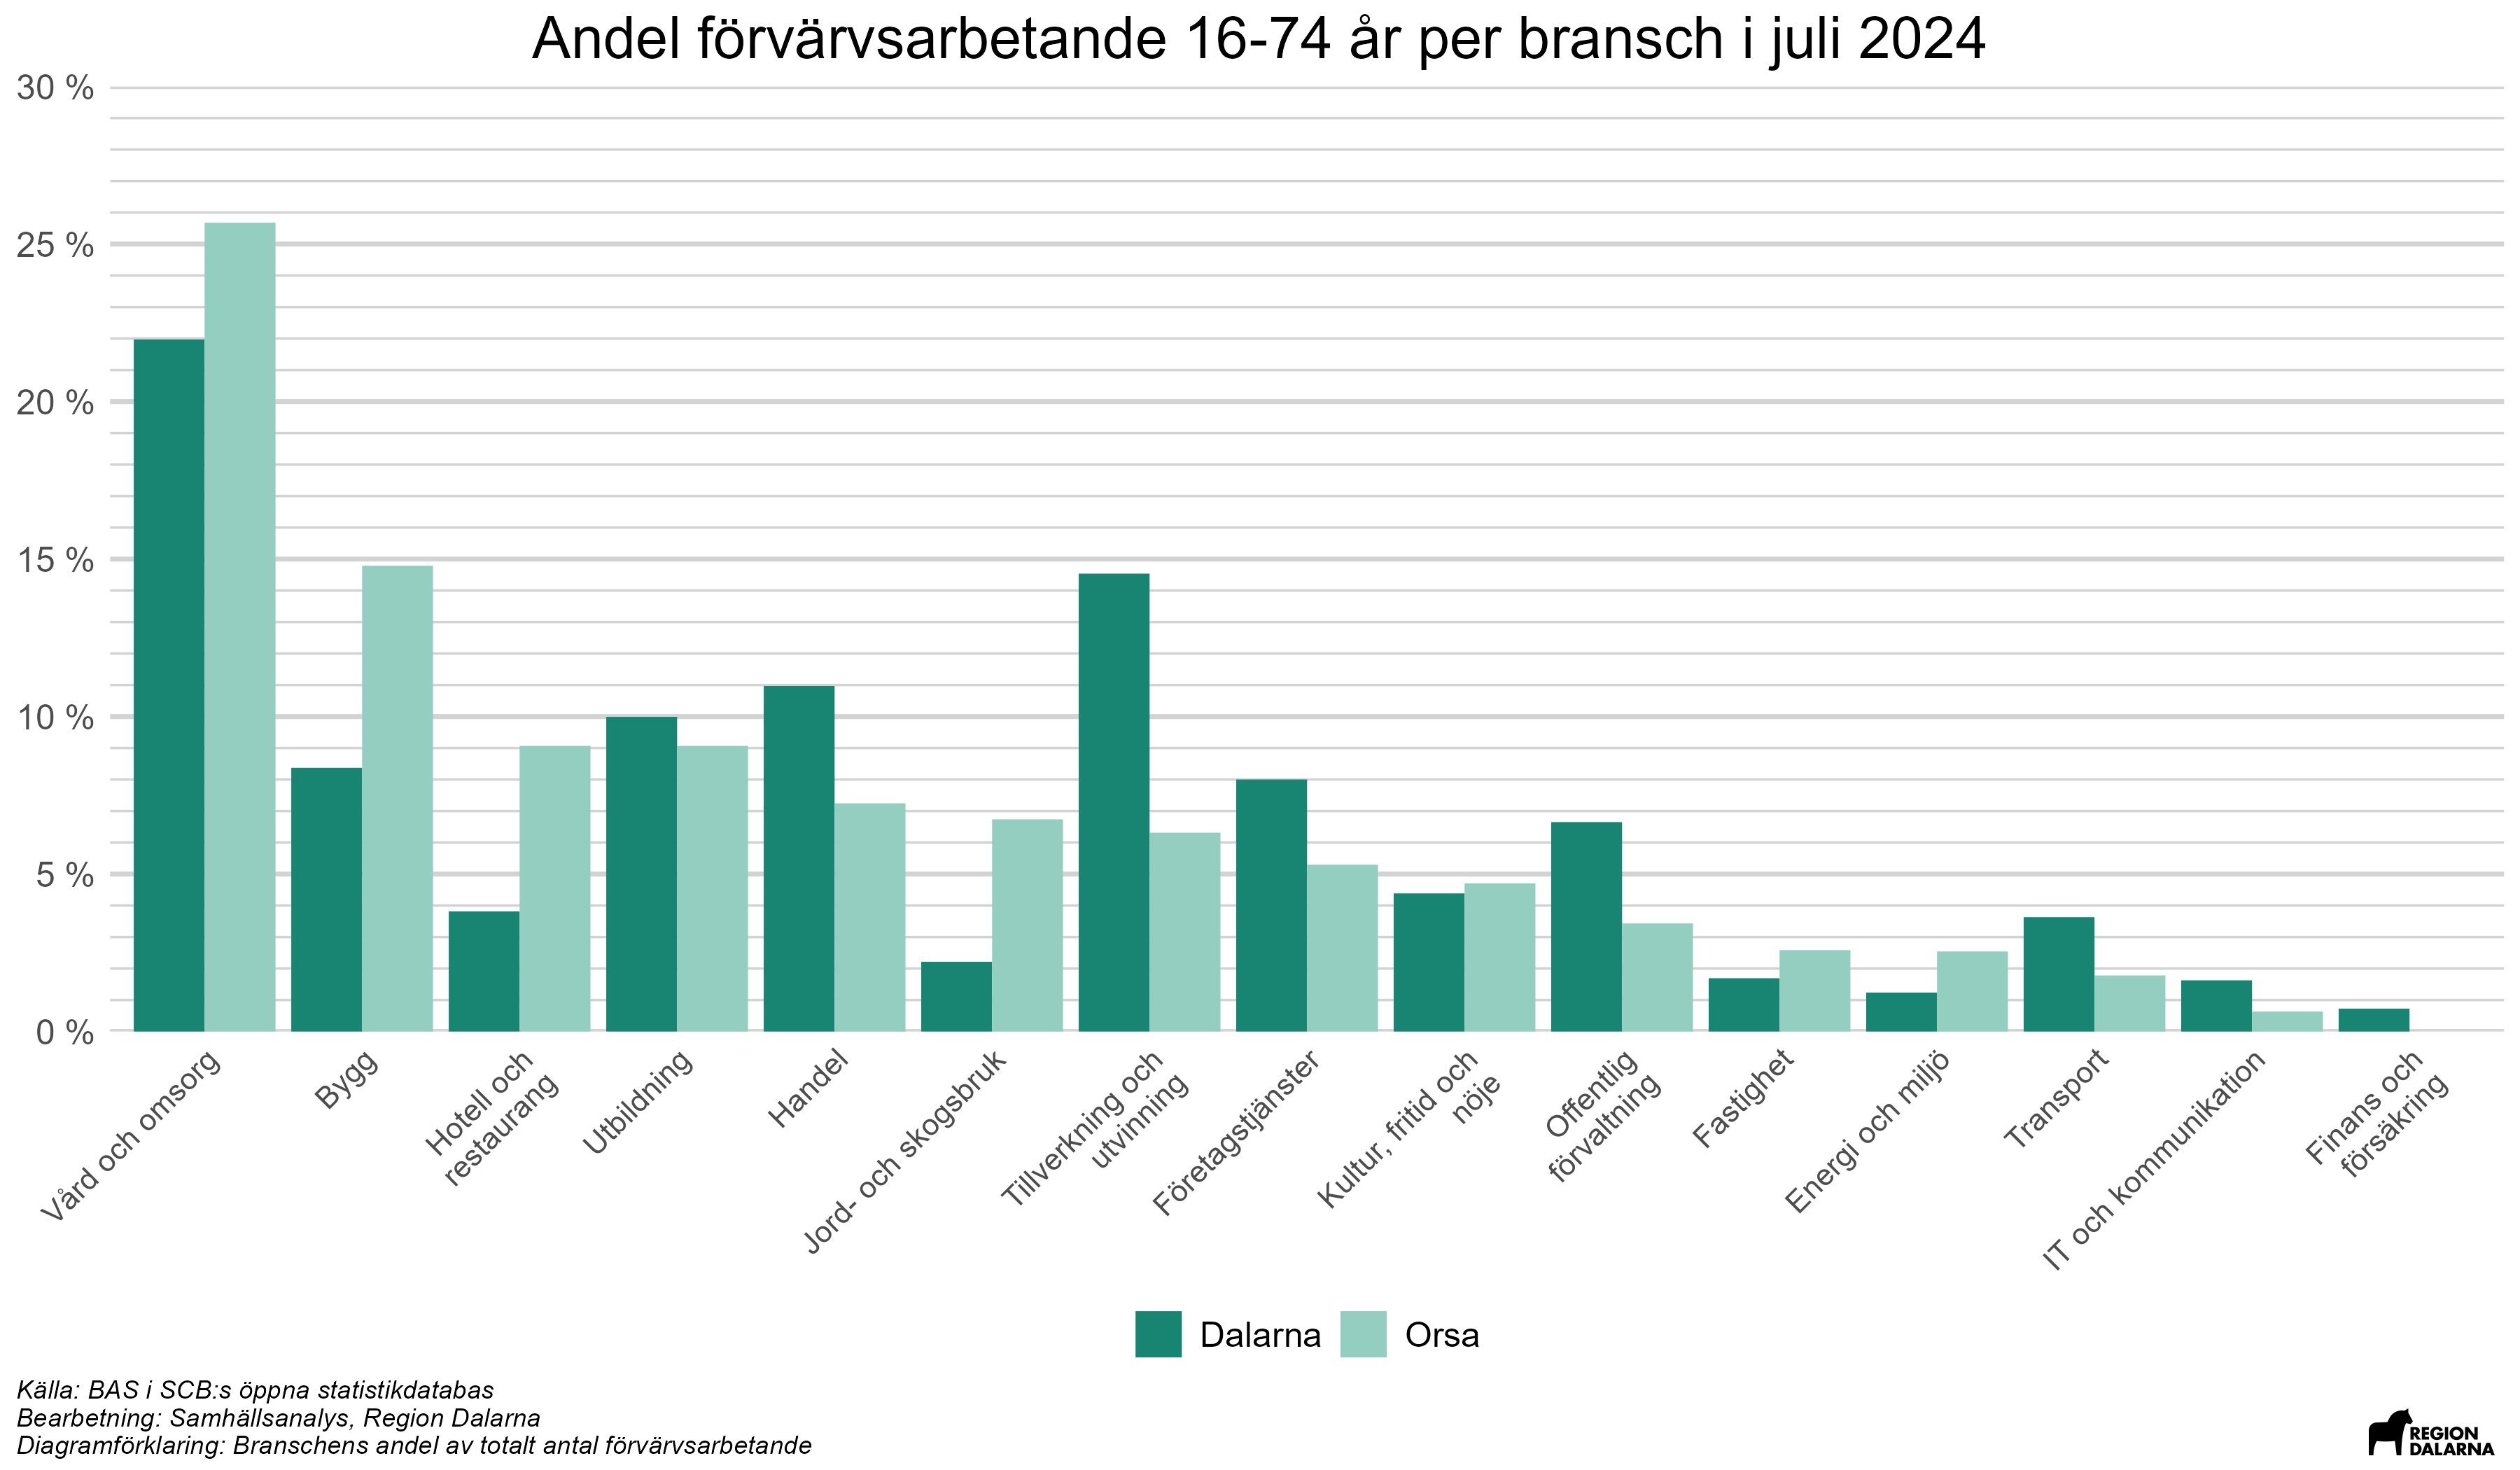 Andel förvärvsarbetande 16-74 år per bransch i juli 2024
30 %
25 %
20 %
15 %
10 %
5 %
0 %
Vård och omsorg
Bygg
Hotell och
restaurang
Utbildning
Handel
Jord- och skogsbruk
Tillverkning och
utvinning
Företagstjänster
Kultur, fritid och
nöje
Offentlig
förvaltning
Fastighet
Energi och miljö
Transport
IT och kommunikation
Finans och
försäkring
Dalarna
Orsa
Källa: BAS i SCB:s öppna statistikdatabas
Bearbetning: Samhällsanalys, Region Dalarna
Diagramförklaring: Branschens andel av totalt antal förvärvsarbetande
REGION
DALARNA